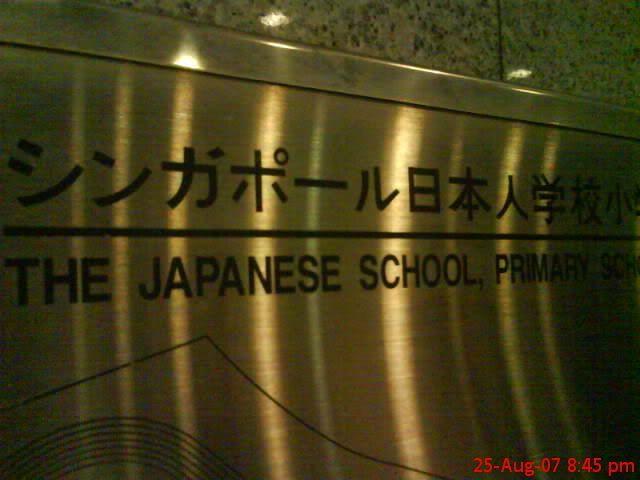 シンガポール日本人学校小
THE JAPANESE SCHOOL, PRIMARY
25-Aug-07 8:45 pm